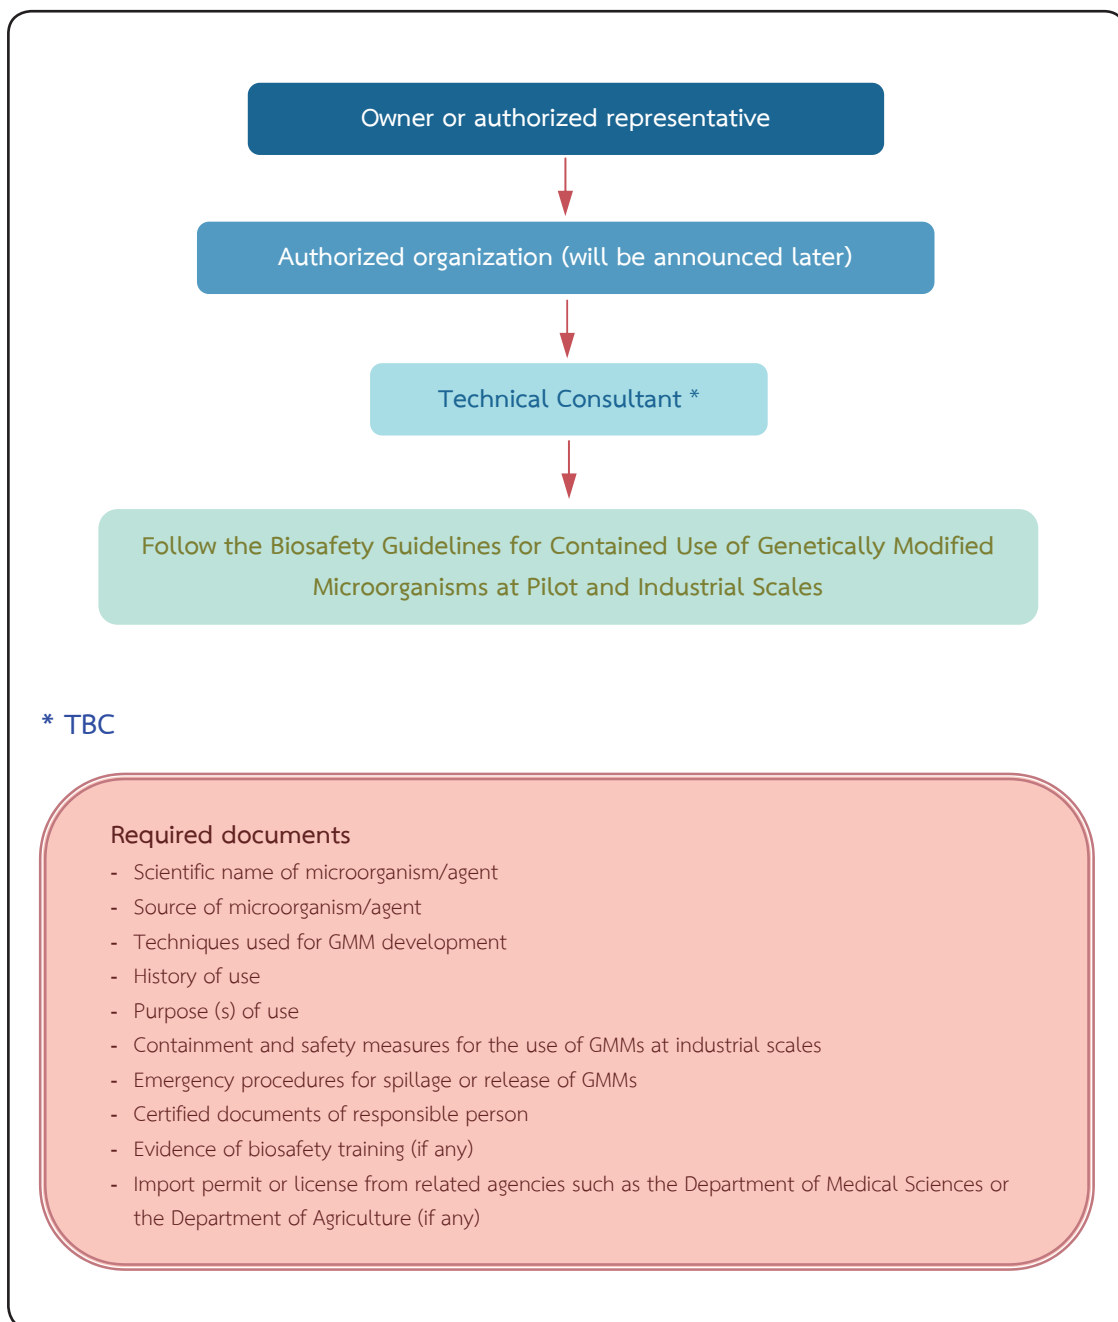 Owner or authorized representative
Authorized organization (will be announced later)
Technical Consultant *
Follow the Biosafety Guidelines for Contained Use of Genetically Modified
Microorganisms at Pilot and Industrial Scales
* TBC
Required documents
- Scientific name of microorganism/agent
- Source of microorganism/agent
- Techniques used for GMM development
- History of use
- Purpose (s) of use
- Containment and safety measures for the use of GMMs at industrial scales
- Emergency procedures for spillage or release of GMMs
- Certified documents of responsible person
- Evidence of biosafety training (if any)
- Import permit or license from related agencies such as the Department of Medical Sciences or
the Department of Agriculture (if any)